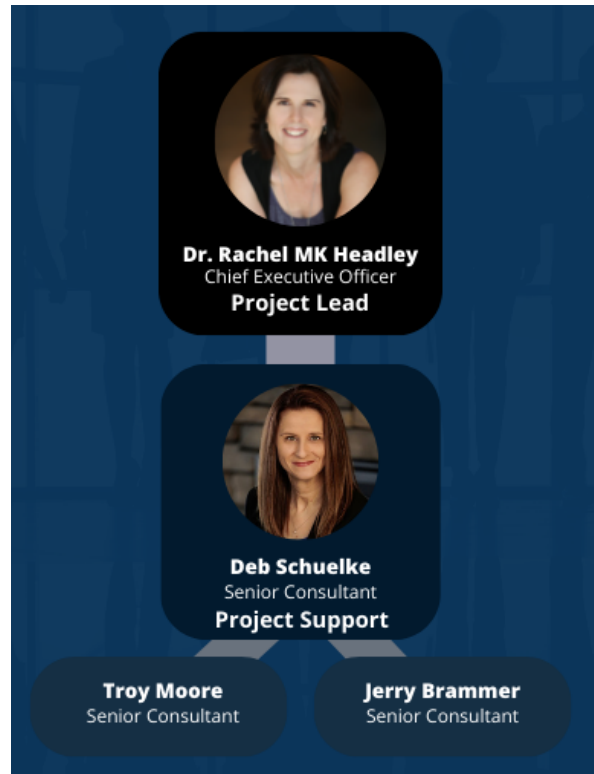 Dr. Rachel MK Headley
Chief Executive Officer
Project Lead
Deb Schuelke
Senior Consultant
Project Support
Troy Moore
Senior Consultant
Jerry Brammer
Senior Consultant